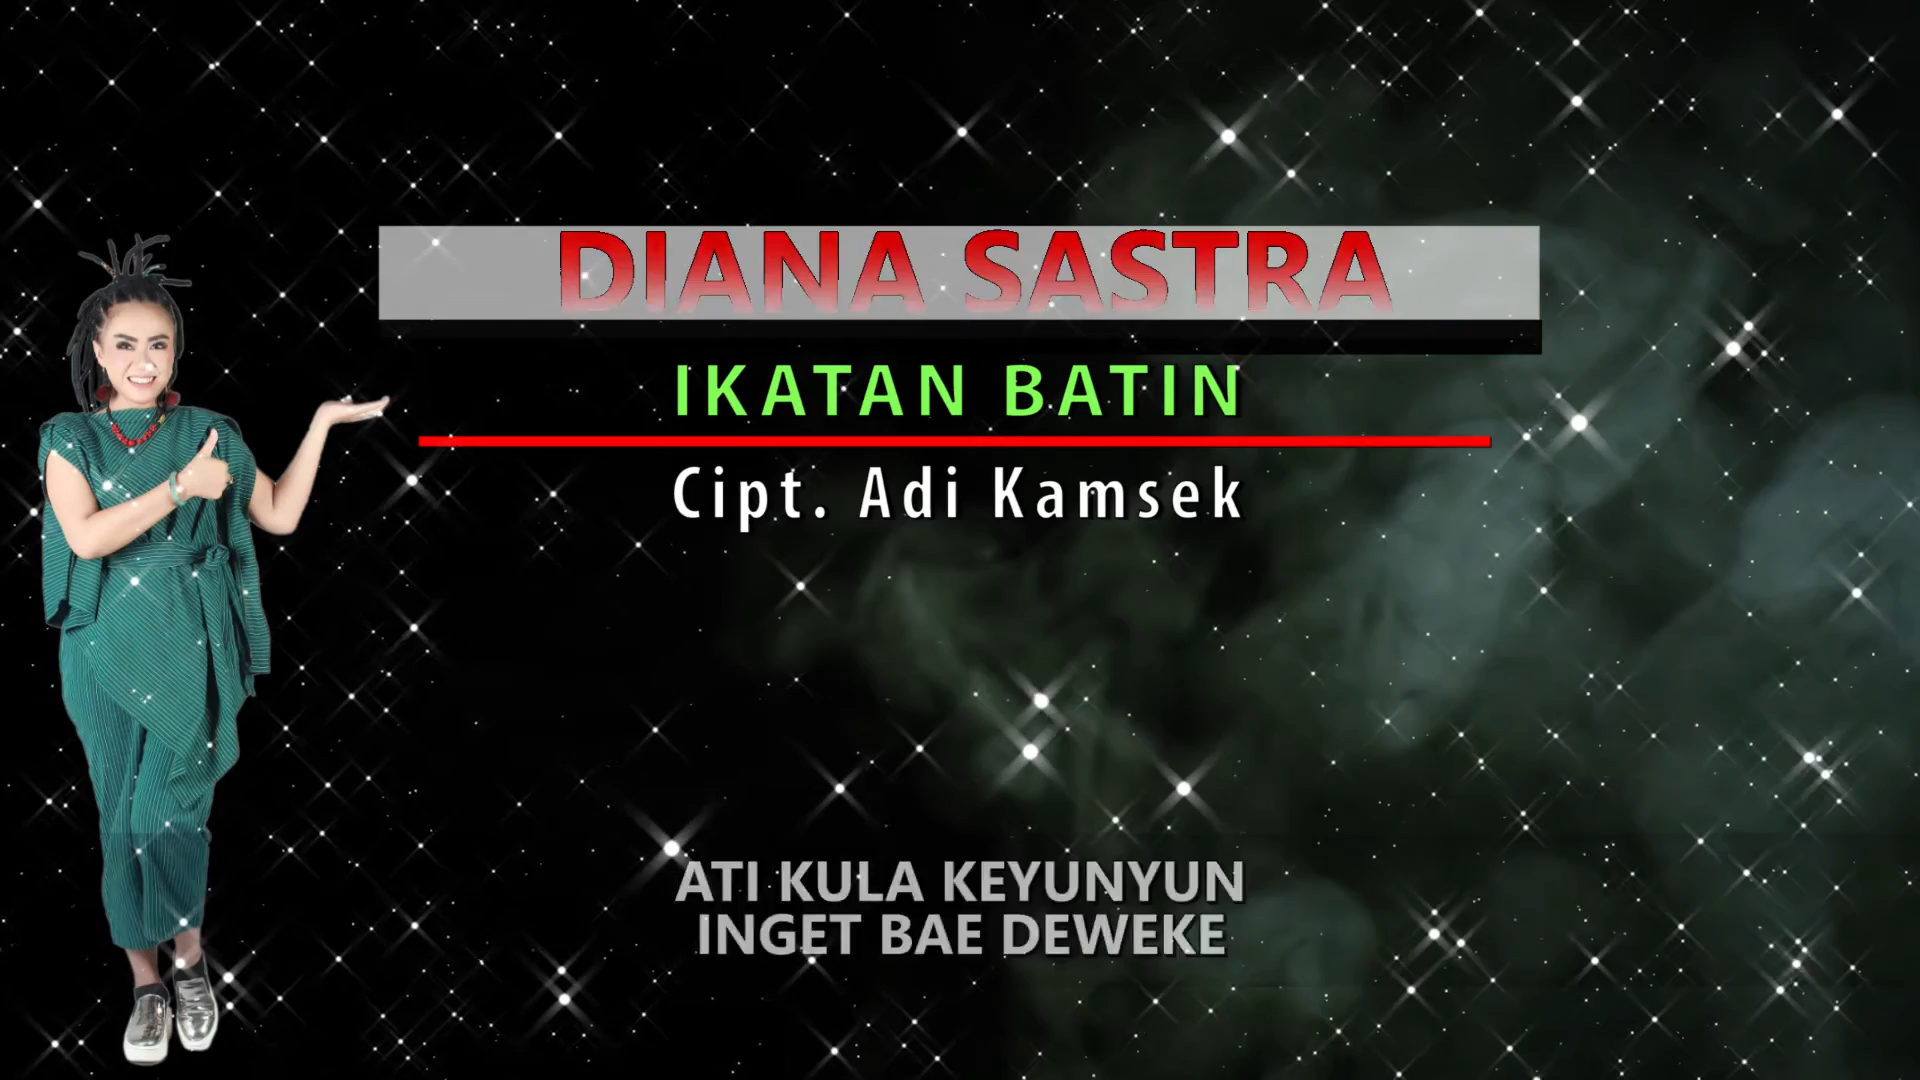 DIANA SASTRA
IKATAN BATIN
Cipt. Adi Kamsek
ATI KULA KEYUNYUN
INGET BAE DEWEKE